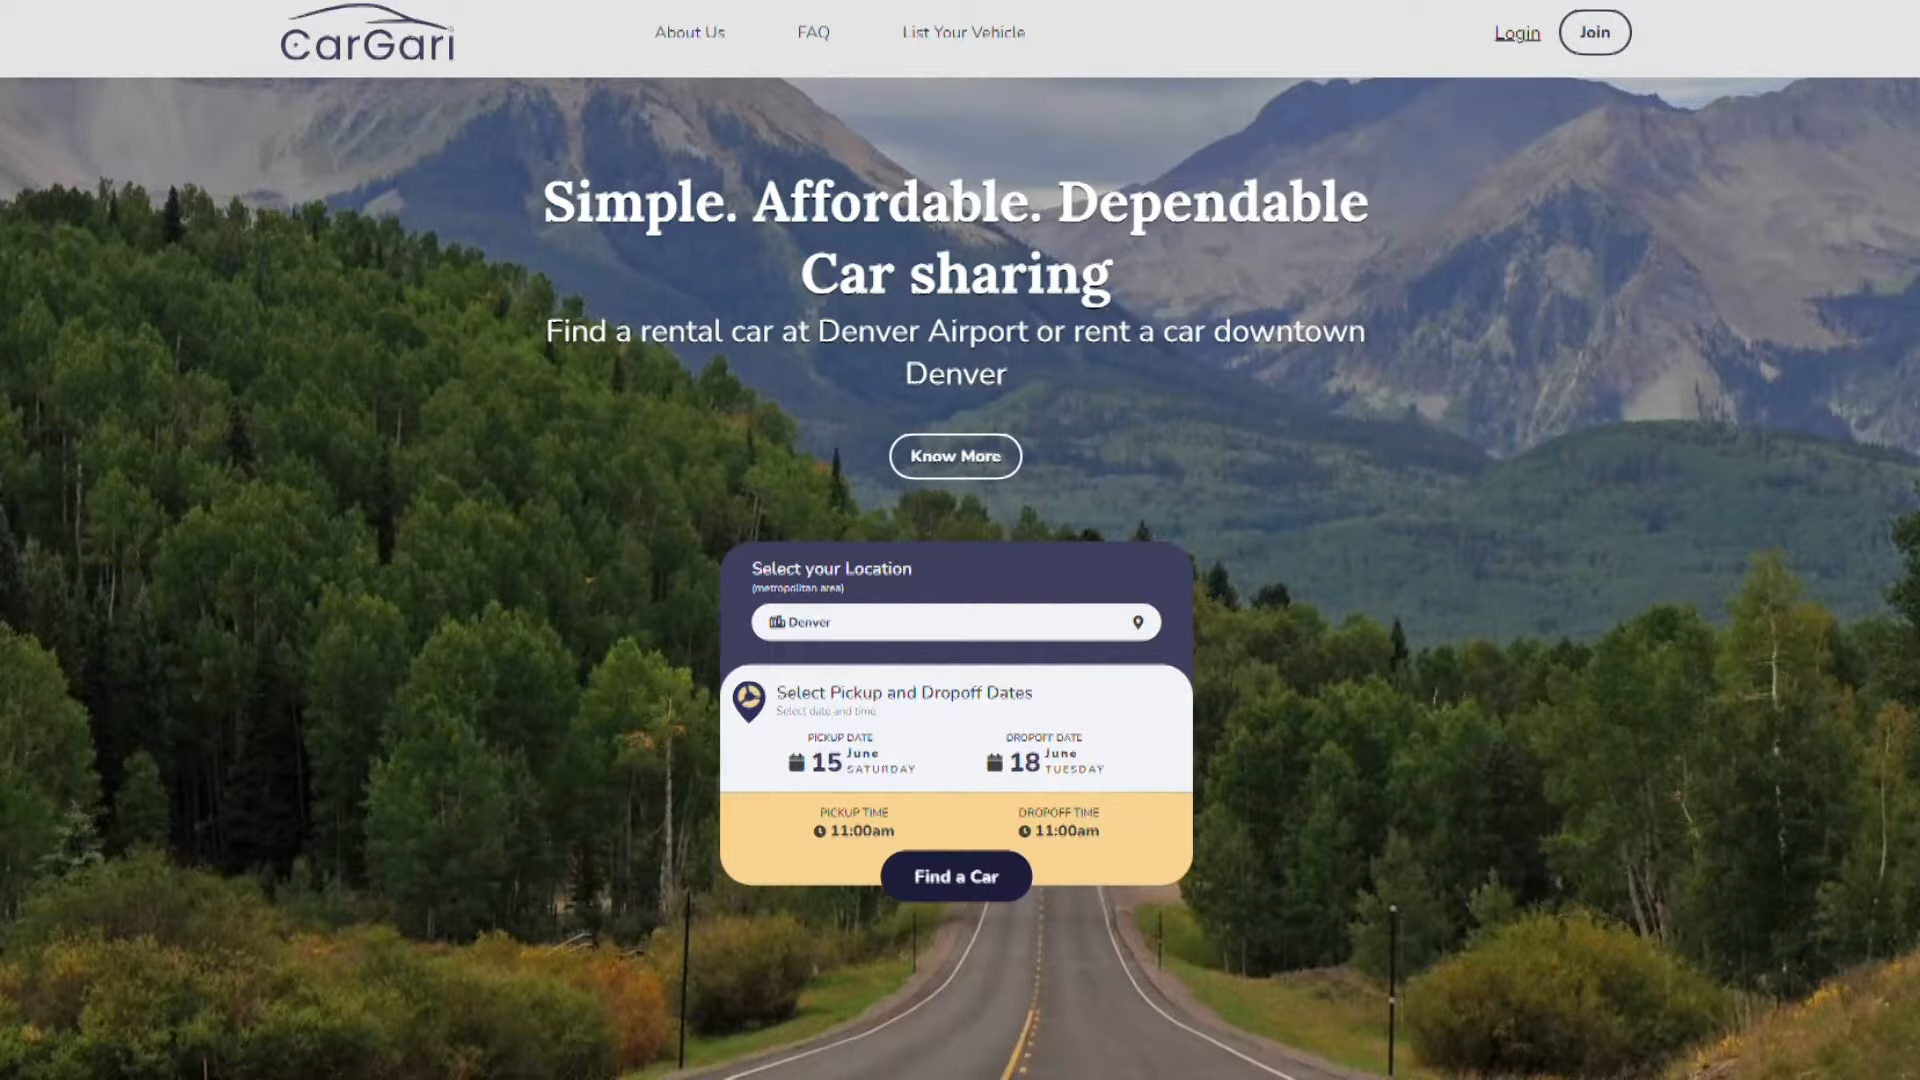 CarGari
About Us
FAQ
List Your Vehicle
Login
Join
Simple. Affordable. Dependable
Car sharing
Find a rental car at Denver Airport or rent a car downtown
Denver
Know More
Select your Location
(metropolitan area)
Denver
Select Pickup and Dropoff Dates
Select date and time
PICKUP DATE
15 June SATURDAY
DROPOFF DATE
18 June TUESDAY
PICKUP TIME
11:00am
DROPOFF TIME
11:00am
Find a Car